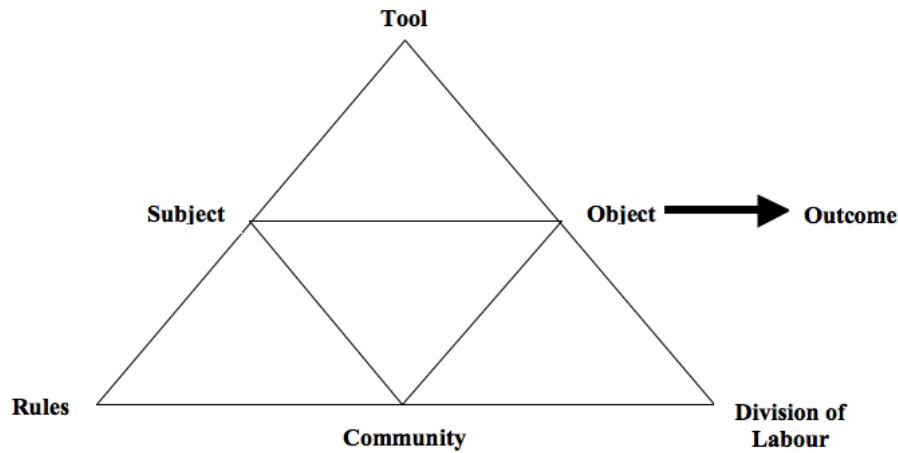 Tool
Subject
Object
Outcome
Rules
Community
Division of
Labour